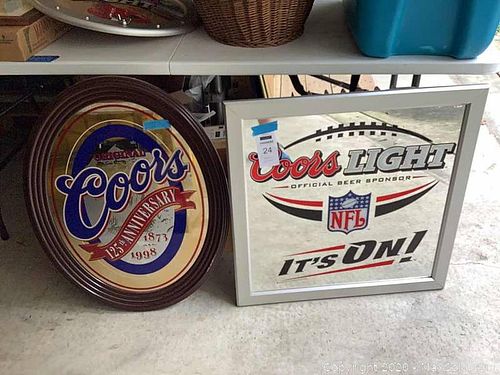 ORIGINAL
Coors
125th ANNIVERSARY
1873
1998
24
Coors LIGHT
OFFICIAL BEER SPONSOR
NFL
IT'S ON!